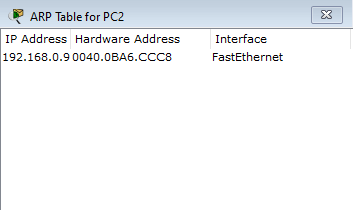 ARP Table for PC2
IP Address Hardware Address Interface
192.168.0.9 0040.0BA6.CCC8 FastEthernet